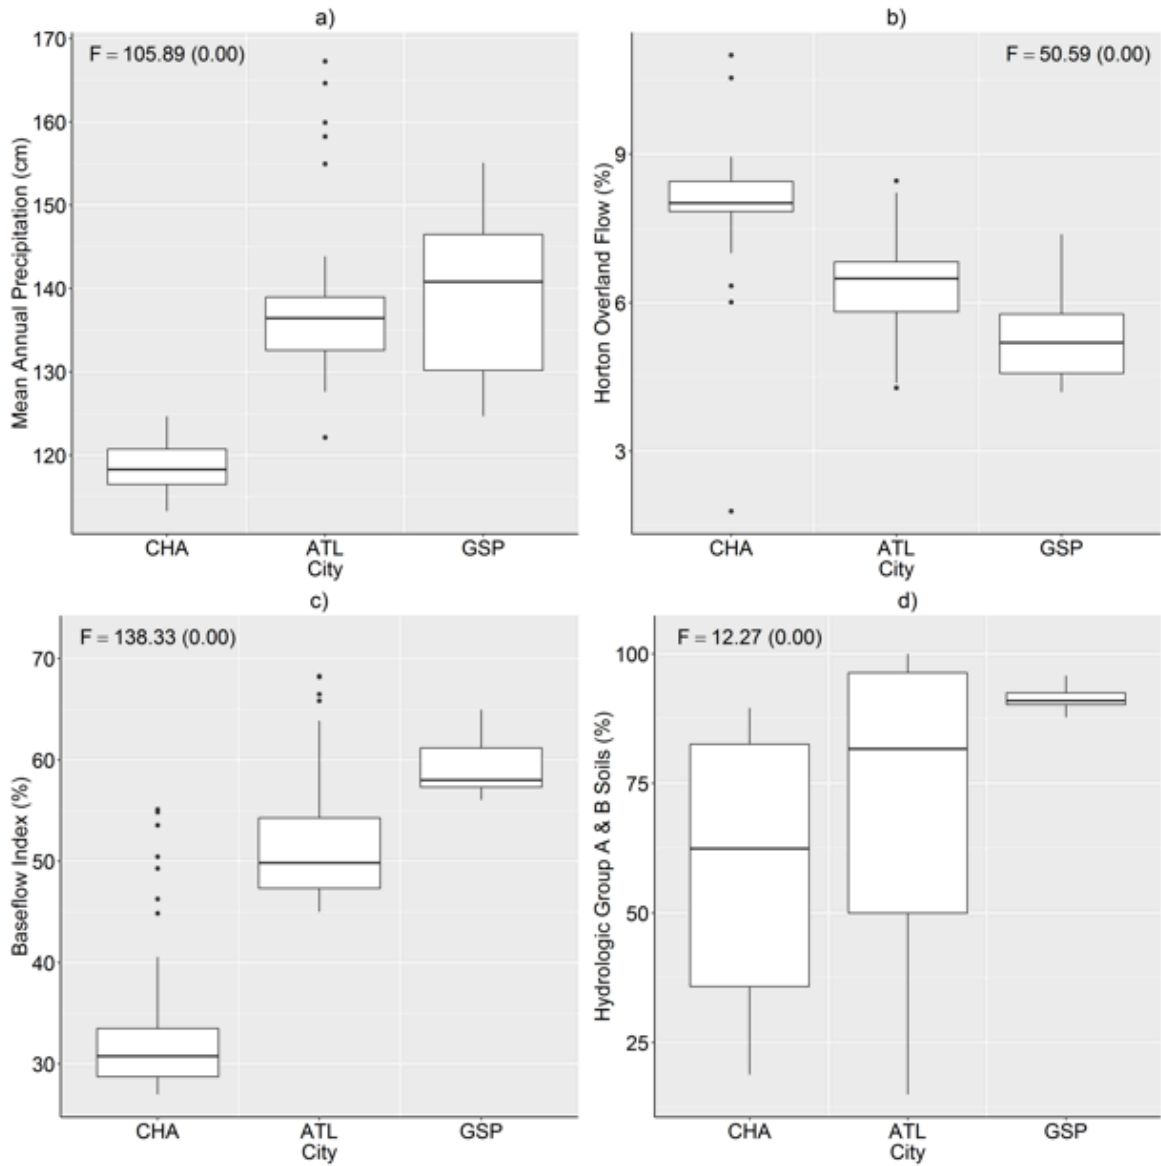 a)
F = 105.89 (0.00)
Mean Annual Precipitation (cm)
170
160
150
140
130
120
CHA ATL GSP
City
b)
F = 50.59 (0.00)
Horton Overland Flow (%)
9
6
3
CHA ATL GSP
City
c)
F = 138.33 (0.00)
Baseflow Index (%)
70
60
50
40
30
CHA ATL GSP
City
d)
F = 12.27 (0.00)
Hydrologic Group A & B Soils (%)
100
75
50
25
CHA ATL GSP
City